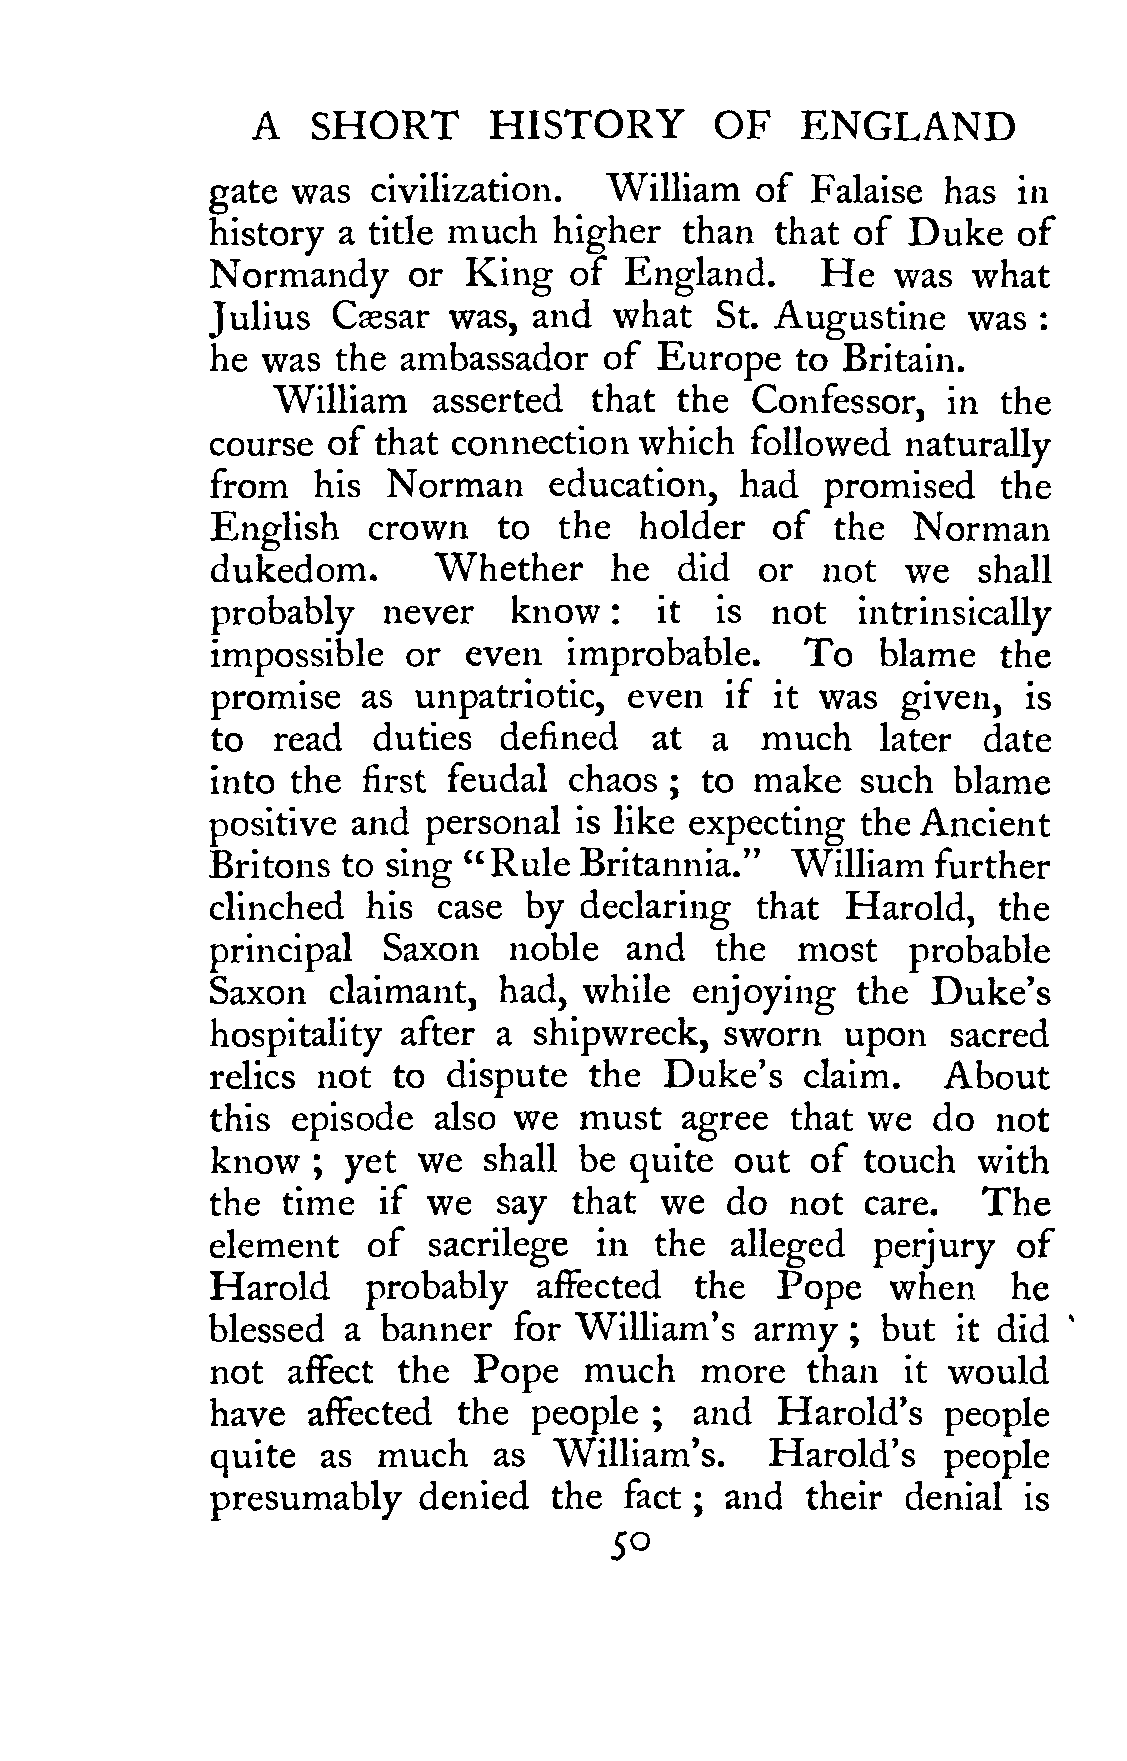 A SHORT HISTORY OF ENGLAND
gate was civilization. William of Falaise has in
history a title much higher than that of Duke of
Normandy or King of England. He was what
Julius Cæsar was, and what St. Augustine was :
he was the ambassador of Europe to Britain.
William asserted that the Confessor, in the
course of that connection which followed naturally
from his Norman education, had promised the
English crown to the holder of the Norman
dukedom. Whether he did or not we shall
probably never know : it is not intrinsically
impossible or even improbable. To blame the
promise as unpatriotic, even if it was given, is
to read duties defined at a much later date
into the first feudal chaos ; to make such blame
positive and personal is like expecting the Ancient
Britons to sing “Rule Britannia.” William further
clinched his case by declaring that Harold, the
principal Saxon noble and the most probable
Saxon claimant, had, while enjoying the Duke's
hospitality after a shipwreck, sworn upon sacred
relics not to dispute the Duke's claim. About
this episode also we must agree that we do not
know ; yet we shall be quite out of touch with
the time if we say that we do not care. The
element of sacrilege in the alleged perjury of
Harold probably affected the Pope when he
blessed a banner for William's army ; but it did
not affect the Pope much more than it would
have affected the people ; and Harold's people
quite as much as William's. Harold's people
presumably denied the fact ; and their denial is
50